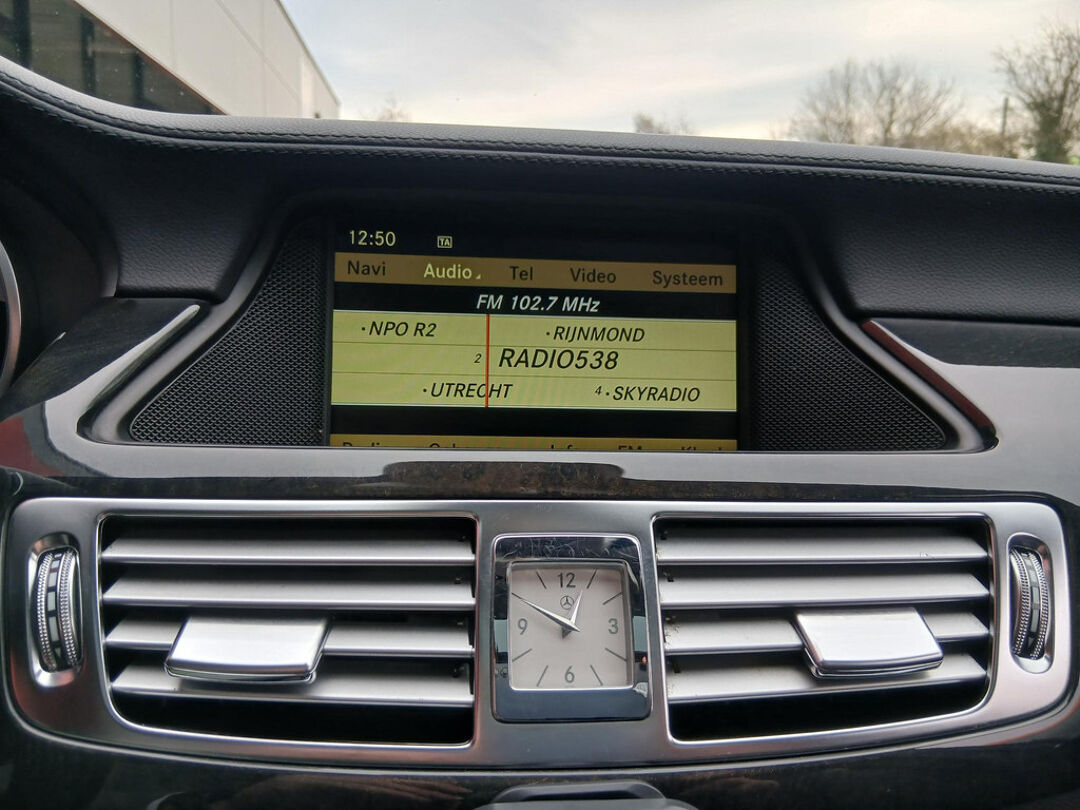 12:50 TA
Navi Audio Tel Video Systeem
FM 102.7 MHz
•NPO R2 •RIJNMOND
2 RADIO538
•UTRECHT 4•SKYRADIO
FM
12
9 3
6